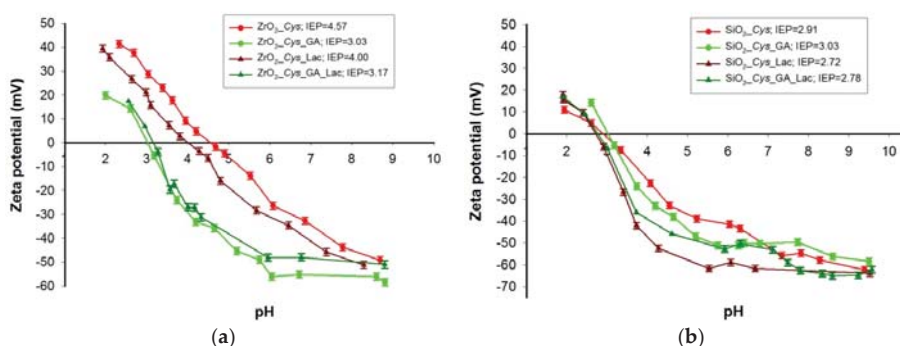 50
40
30
20
10
0
-10
-20
-30
-40
-50
-60
Zeta potential (mV)
ZrO₂_Cys; IEP=4.57
ZrO₂_Cys_GA; IEP=3.03
ZrO₂_Cys_Lac; IEP=4.00
ZrO₂_Cys_GA_Lac; IEP=3.17
0 1 2 3 4 5 6 7 8 9 10
pH
(a)
50
40
30
20
10
0
-10
-20
-30
-40
-50
-60
-70
Zeta potential (mV)
SiO₂_Cys; IEP=2.91
SiO₂_Cys_GA; IEP=3.03
SiO₂_Cys_Lac; IEP=2.72
SiO₂_Cys_GA_Lac; IEP=2.78
2 3 4 5 6 7 8 9 10
pH
(b)